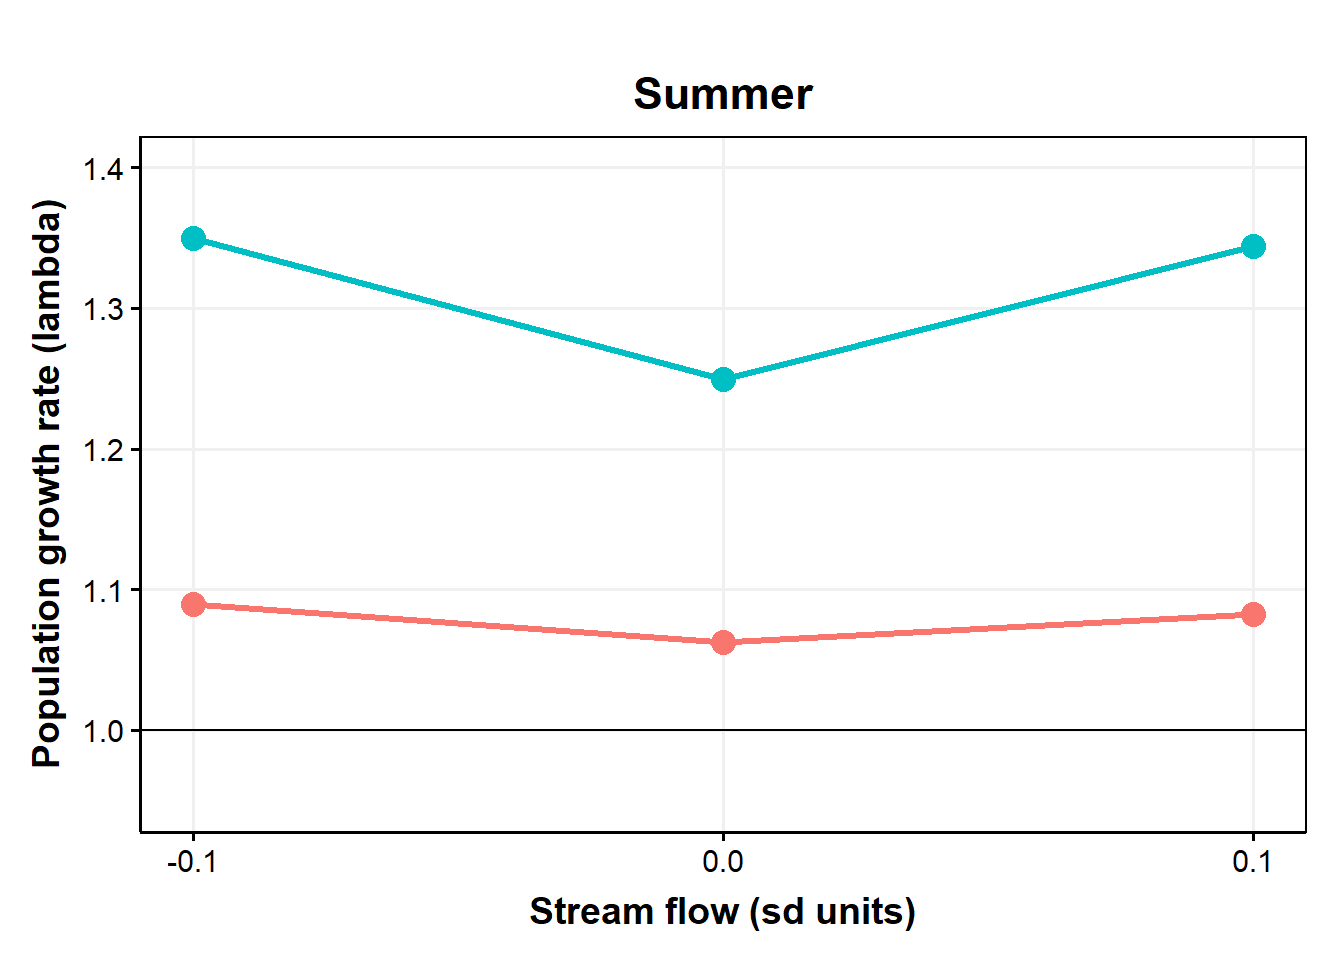 Summer
Population growth rate (lambda)
1.4
1.3
1.2
1.1
1.0
-0.1 0.0 0.1
Stream flow (sd units)